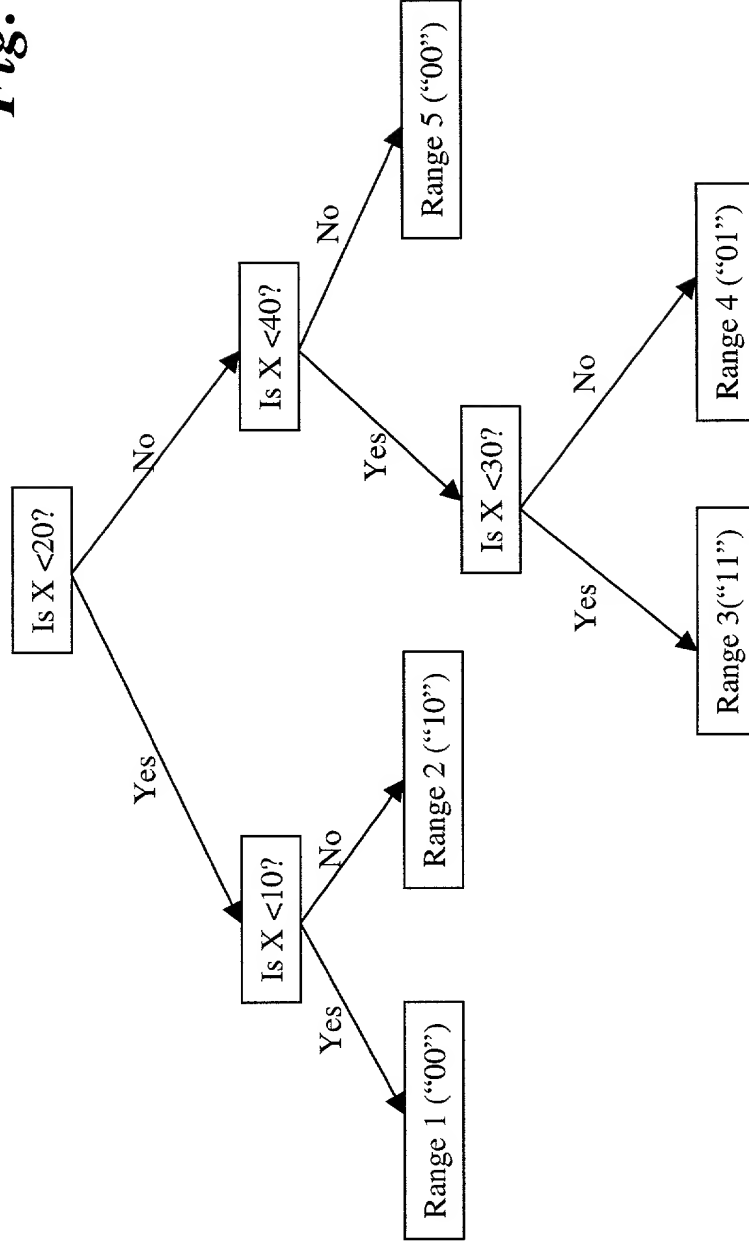 Fig.
Is X <20?
Yes
No
Is X <10?
Is X <40?
Yes
No
Yes
No
Range 1 (“00”)
Range 2 (“10”)
Is X <30?
Range 5 (“00”)
Yes
No
Range 3(“11”)
Range 4 (“01”)